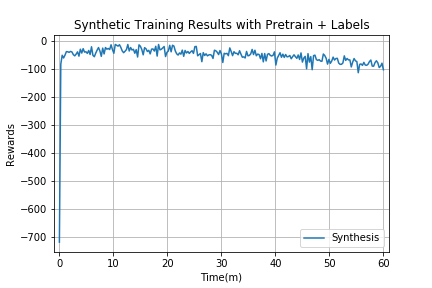 Synthetic Training Results with Pretrain + Labels
0
−100
−200
−300
−400
−500
−600
−700
Rewards
0 10 20 30 40 50 60
Time(m)
Synthesis